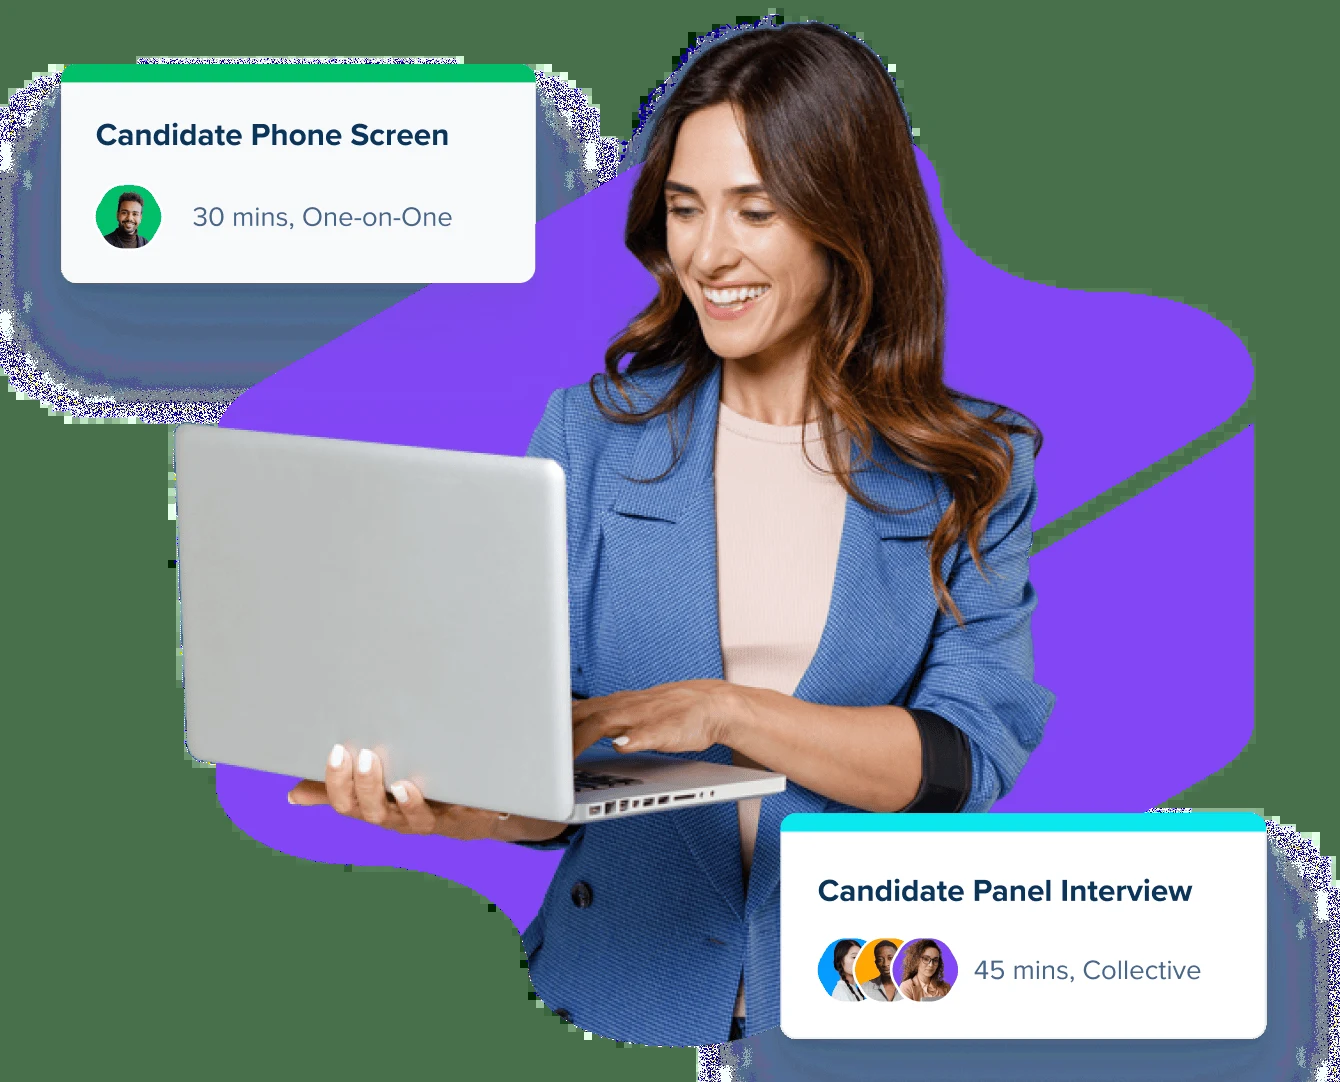 Candidate Phone Screen
30 mins, One-on-One
Candidate Panel Interview
45 mins, Collective